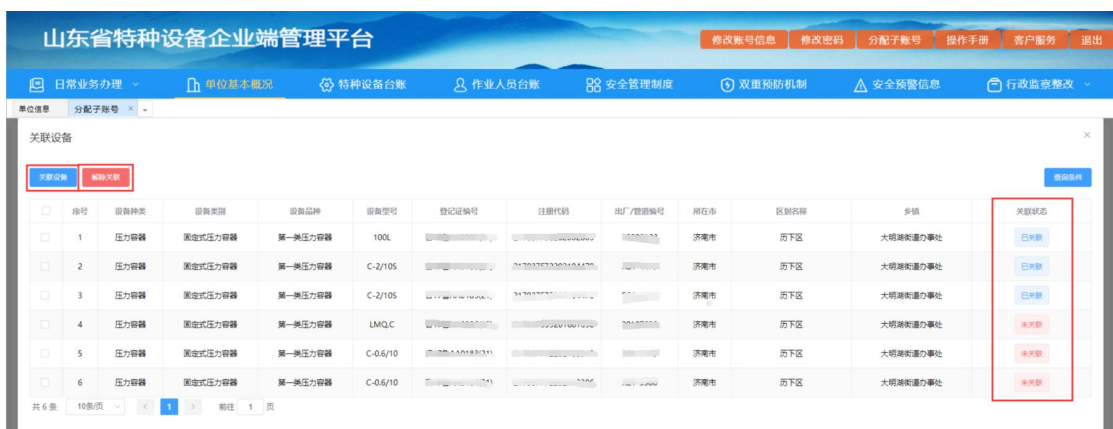 山东省特种设备企业端管理平台
修改账号信息 修改密码 分配子账号 操作手册 客户服务 退出
日常业务办理 单位基本概况 特种设备台账 作业人员台账 安全管理制度 双重预防机制 安全预警信息 行政监察整改
单位信息 分配子账号 ×
关联设备 ×
关联设备 解除关联 查询条件
序号 设备种类 设备类别 设备品种 设备型号 登记证编号 注册代码 出厂/管道编号 所在市 区划名称 乡镇 关联状态
1 压力容器 固定式压力容器 第一类压力容器 100L 济南市 历下区 大明湖街道办事处 已关联
2 压力容器 固定式压力容器 第一类压力容器 C-2/10S 济南市 历下区 大明湖街道办事处 已关联
3 压力容器 固定式压力容器 第一类压力容器 C-2/10S 济南市 历下区 大明湖街道办事处 已关联
4 压力容器 固定式压力容器 第一类压力容器 LMQ.C 济南市 历下区 大明湖街道办事处 未关联
5 压力容器 固定式压力容器 第一类压力容器 C-0.6/10 济南市 历下区 大明湖街道办事处 未关联
6 压力容器 固定式压力容器 第一类压力容器 C-0.6/10 济南市 历下区 大明湖街道办事处 未关联
共 6 条 10条/页 < 1 > 前往 1 页